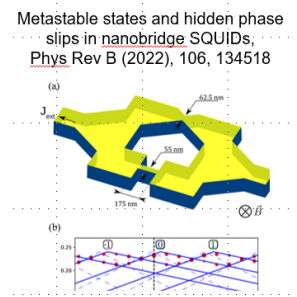 Metastable states and hidden phase
slips in nanobridge SQUIDs,
Phys Rev B (2022), 106, 134518
(a)
62.5 nm
J_ext
55 nm
175 nm
B
(b)
-1 0 1
0.25
0.20